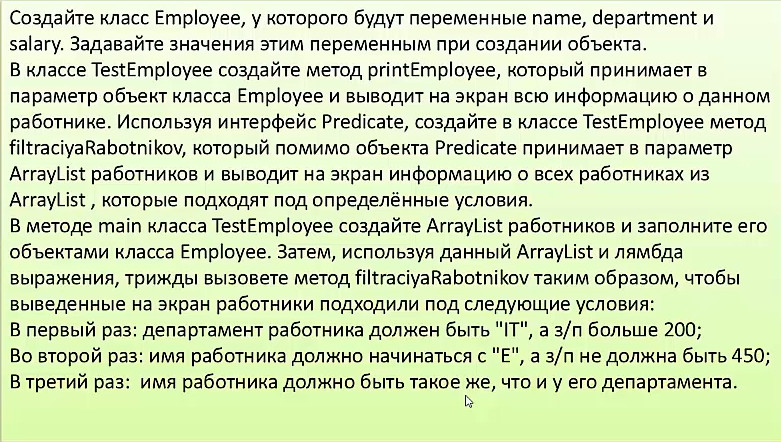 Создайте класс Employee, у которого будут переменные name, department и
salary. Задавайте значения этим переменным при создании объекта.
В классе TestEmployee создайте метод printEmployee, который принимает в
параметр объект класса Employee и выводит на экран всю информацию о данном
работнике. Используя интерфейс Predicate, создайте в классе TestEmployee метод
filtraciyaRabotnikov, который помимо объекта Predicate принимает в параметр
ArrayList работников и выводит на экран информацию о всех работниках из
ArrayList , которые подходят под определённые условия.
В методе main класса TestEmployee создайте ArrayList работников и заполните его
объектами класса Employee. Затем, используя данный ArrayList и лямбда
выражения, трижды вызовете метод filtraciyaRabotnikov таким образом, чтобы
выведенные на экран работники подходили под следующие условия:
В первый раз: департамент работника должен быть "IT", а з/п больше 200;
Во второй раз: имя работника должно начинаться с "E", а з/п не должна быть 450;
В третий раз:  имя работника должно быть такое же, что и у его департамента.